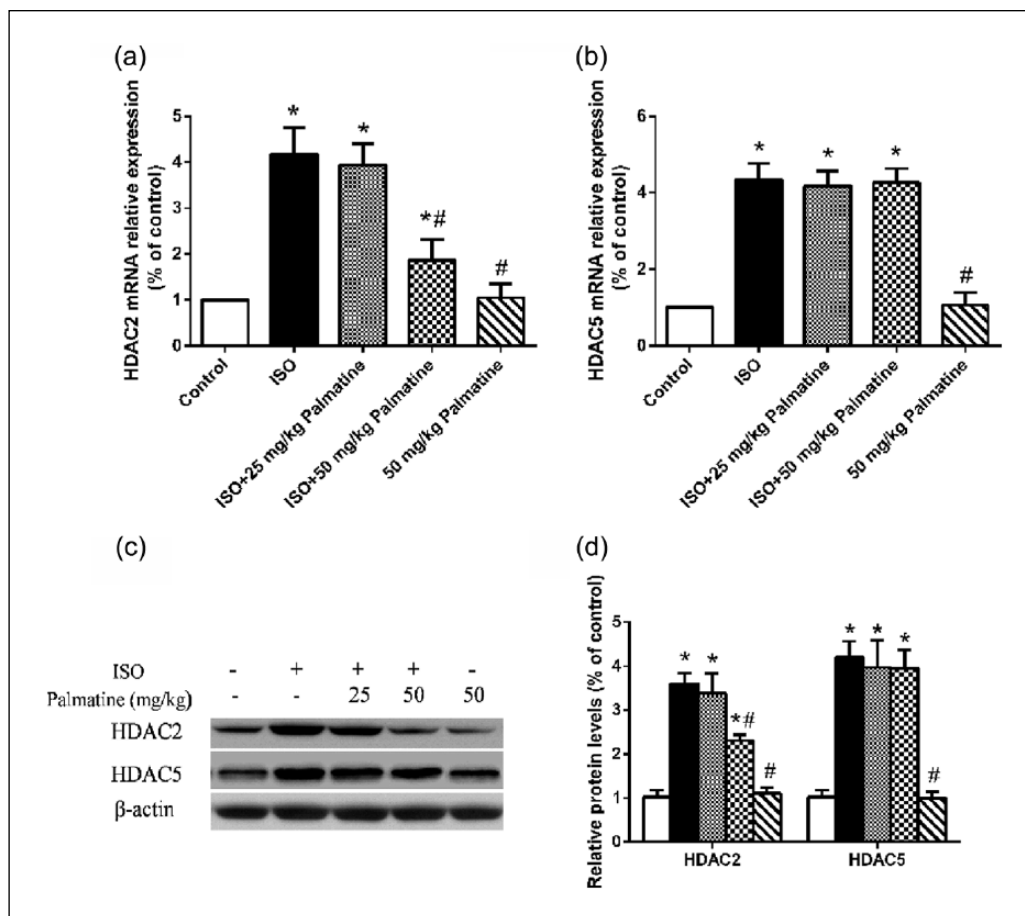 (a)
HDAC2 mRNA relative expression
(% of control)
5
4
3
2
1
0
*
*
*#
#
Control
ISO
ISO+25 mg/kg Palmatine
ISO+50 mg/kg Palmatine
50 mg/kg Palmatine
(b)
HDAC5 mRNA relative expression
(% of control)
6
4
2
0
*
*
*
#
Control
ISO
ISO+25 mg/kg Palmatine
ISO+50 mg/kg Palmatine
50 mg/kg Palmatine
(c)
ISO - + + + -
Palmatine (mg/kg) - - 25 50 50
HDAC2
HDAC5
β-actin
(d)
Relative protein levels (% of control)
5
4
3
2
1
0
* * *# #
* * * #
HDAC2 HDAC5